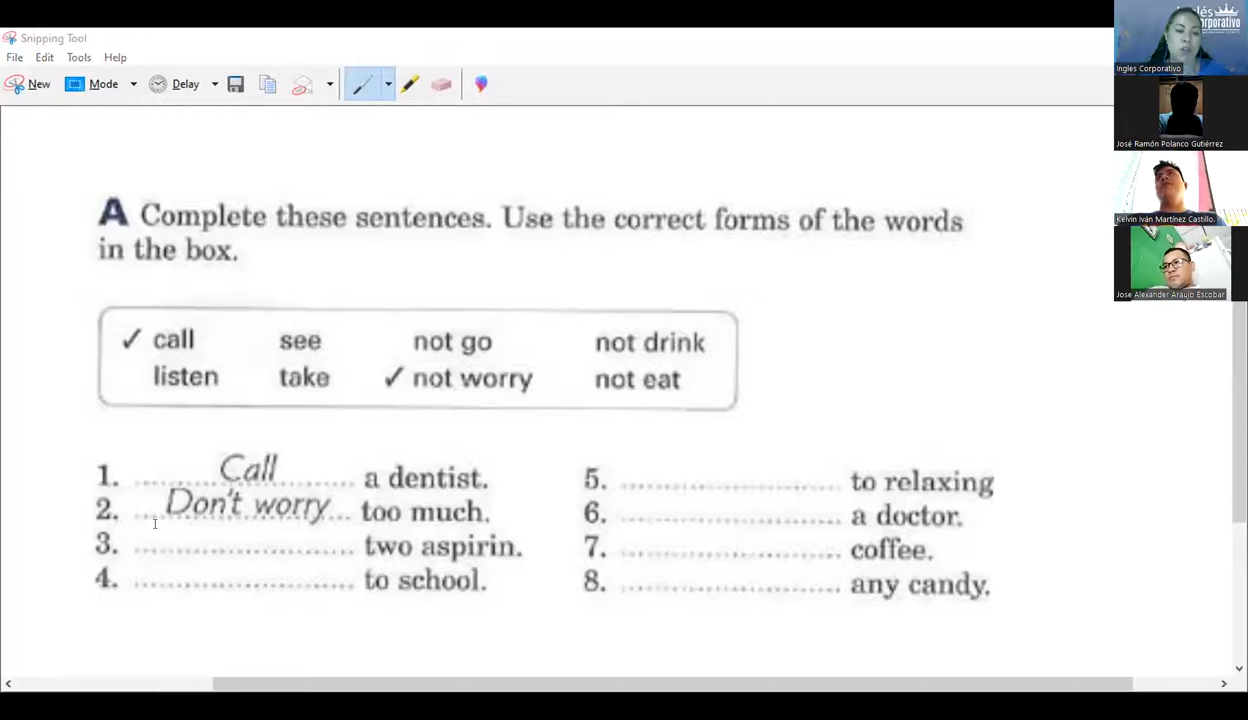 Snipping Tool
File Edit Tools Help
New Mode Delay
A Complete these sentences. Use the correct forms of the words
in the box.
✓ call see not go not drink
listen take ✓ not worry not eat
1. Call a dentist.
2. Don't worry too much.
3. .............................. two aspirin.
4. .............................. to school.
5. .............................. to relaxing
6. .............................. a doctor.
7. .............................. coffee.
8. .............................. any candy.
Inglés Corporativo
Ingles Corporativo
José Ramón Polanco Gutiérrez
Kelvin Iván Martínez Castillo.
Jose Alexander Araujo Escobar